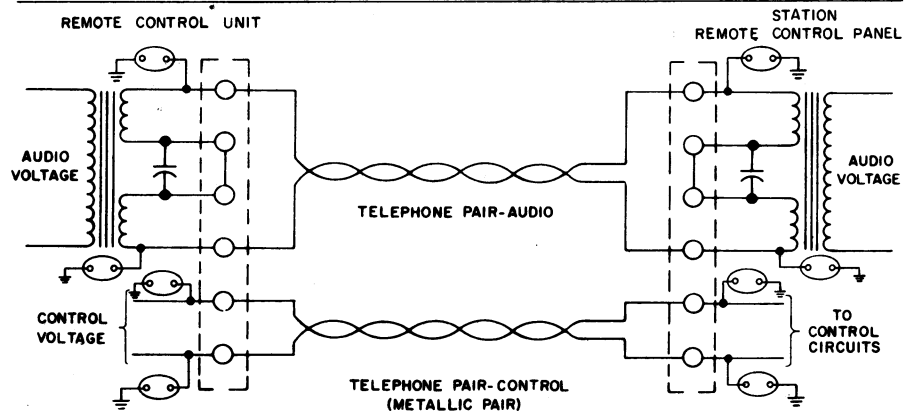 REMOTE CONTROL UNIT
STATION
REMOTE CONTROL PANEL
AUDIO
VOLTAGE
AUDIO
VOLTAGE
TELEPHONE PAIR-AUDIO
CONTROL
VOLTAGE
TO
CONTROL
CIRCUITS
TELEPHONE PAIR-CONTROL
(METALLIC PAIR)